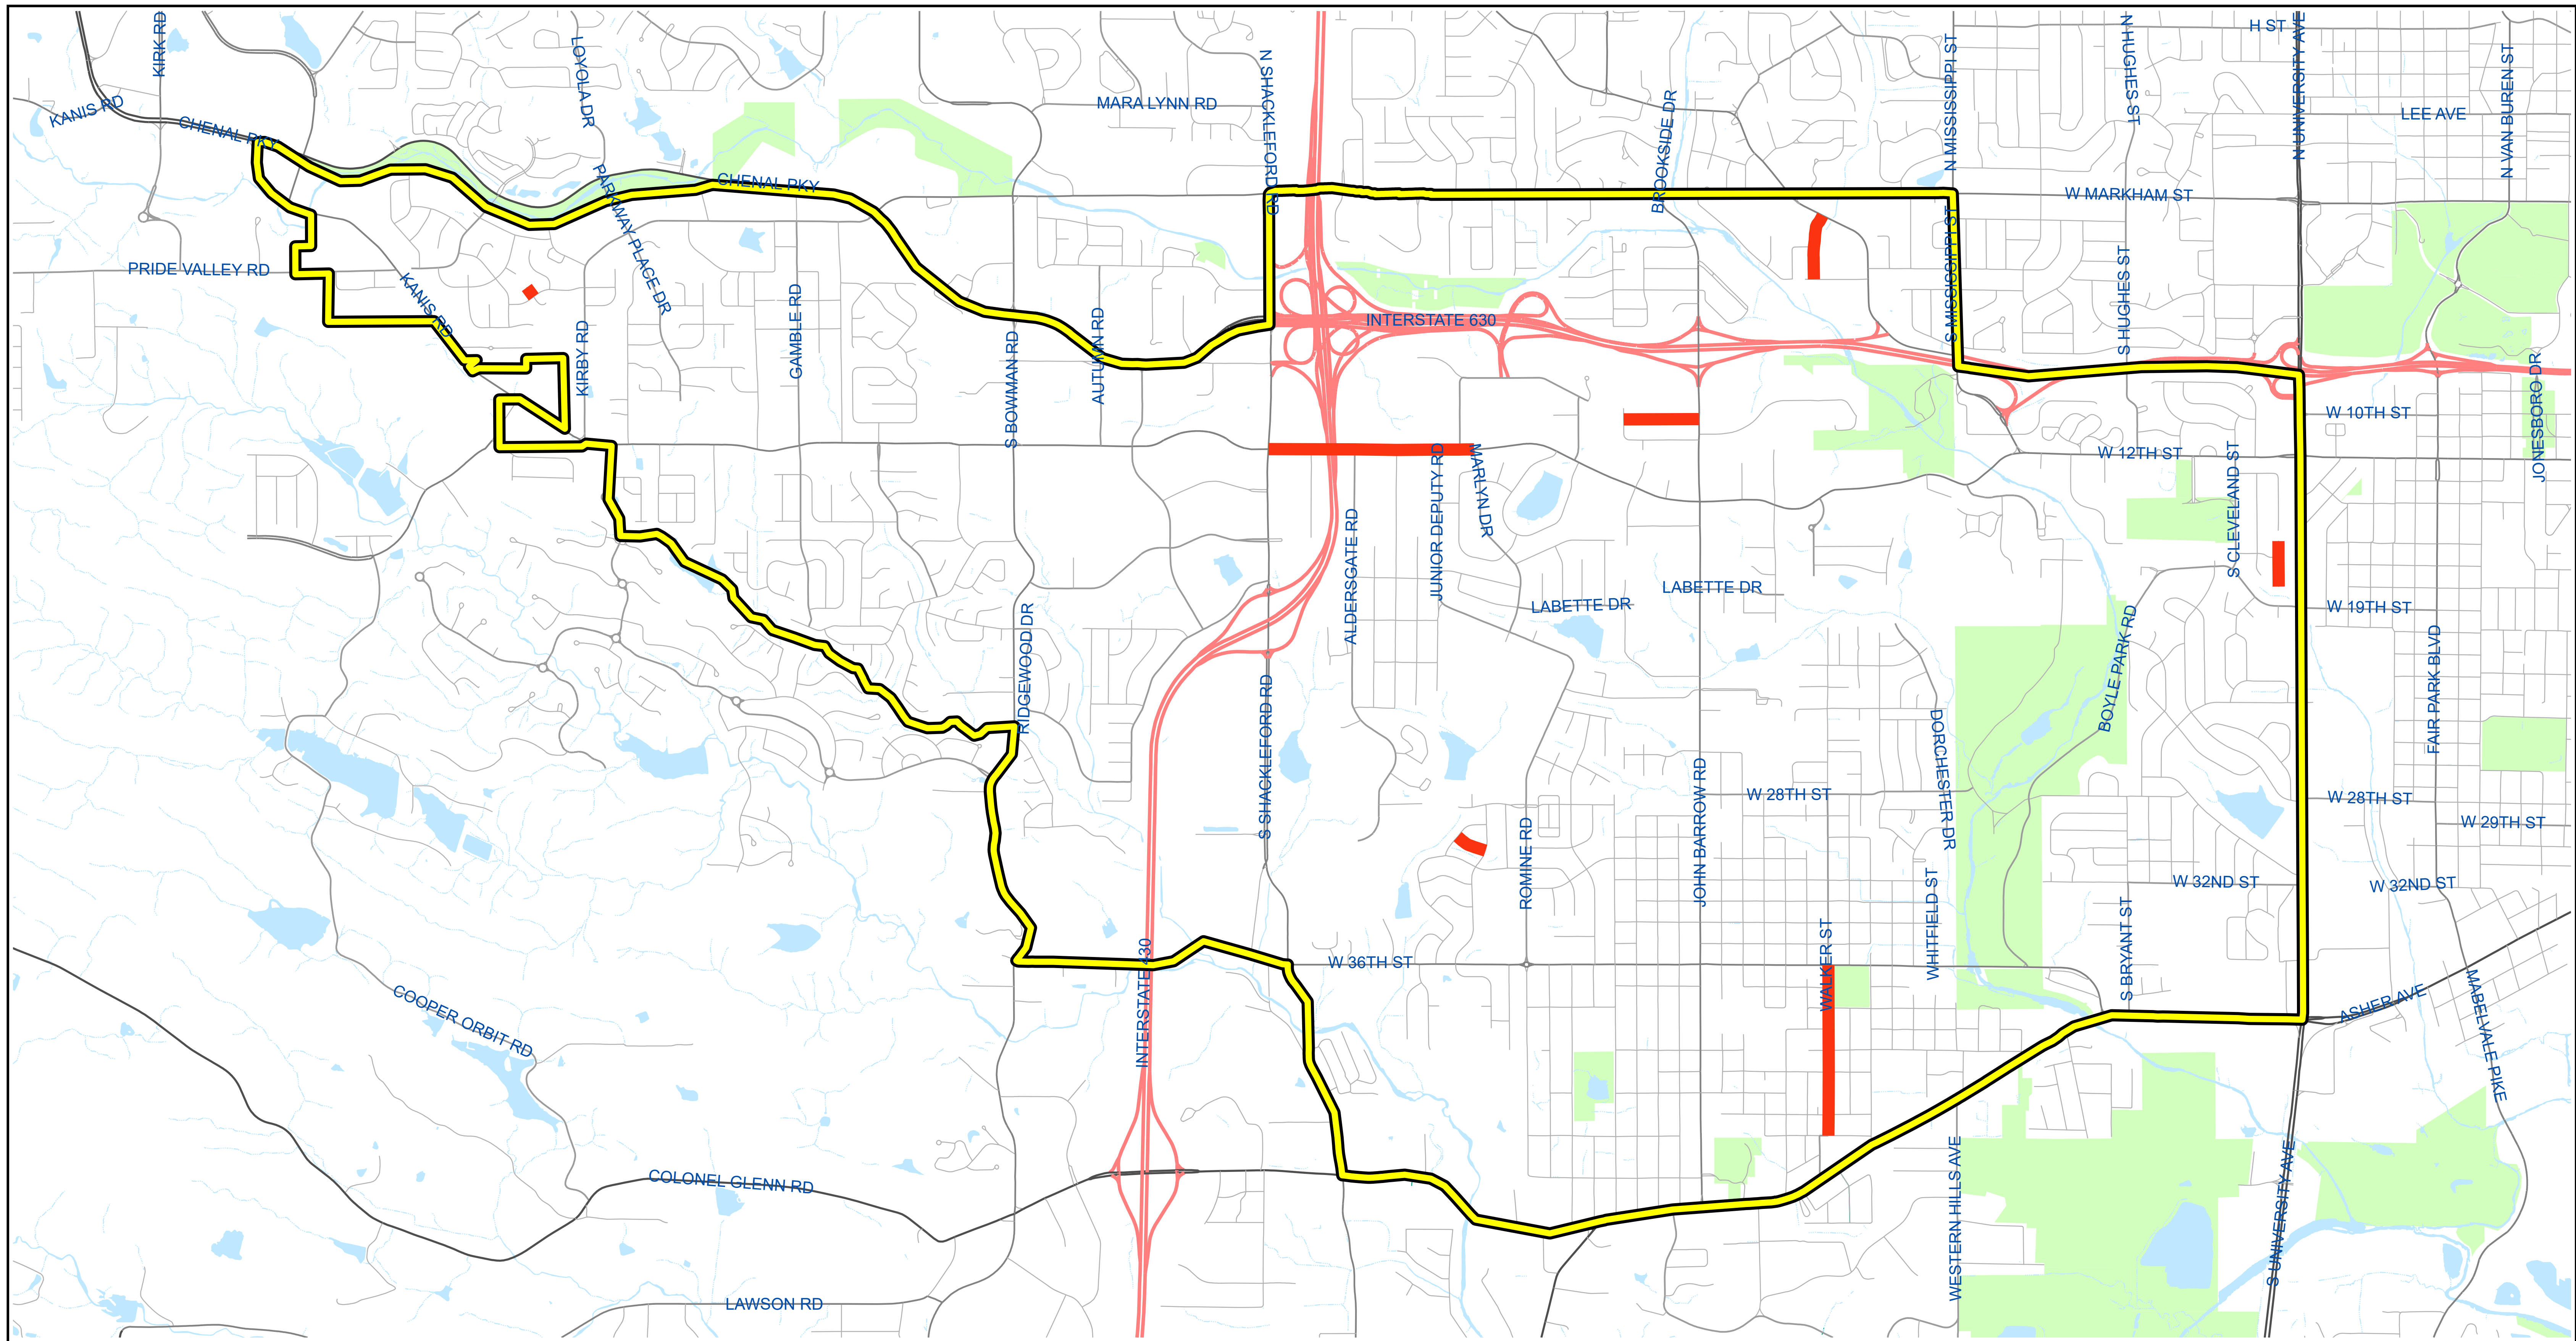 KIRK RD
LOYOLA DR
N SHACKLEFORD RD
N MISSISSIPPI ST
N HUGHES ST
H ST
N UNIVERSITY AVE
N VAN BUREN ST
KANIS RD
MARA LYNN RD
BROOKSIDE DR
LEE AVE
CHENAL PKY
PARKWAY PLACE DR
CHENAL PKY
W MARKHAM ST
PRIDE VALLEY RD
KANIS RD
KIRBY RD
GAMBLE RD
S BOWMAN RD
AUTUMN RD
INTERSTATE 630
S MISSISSIPPI ST
S HUGHES ST
JONESBORO DR
W 10TH ST
W 12TH ST
S CLEVELAND ST
JUNIOR DEPUTY RD
MARLYN DR
ALDERSGATE RD
LABETTE DR
LABETTE DR
W 19TH ST
RIDGEWOOD DR
BOYLE PARK RD
FAIR PARK BLVD
S SHACKLEFORD RD
DORCHESTER DR
JOHN BARROW RD
W 28TH ST
W 28TH ST
W 29TH ST
ROMINE RD
W 32ND ST
W 32ND ST
WHITFIELD ST
S BRYANT ST
WALKER ST
W 36TH ST
INTERSTATE 430
COOPER ORBIT RD
ASHER AVE
MABELVALE PIKE
COLONEL GLENN RD
WESTERN HILLS AVE
S UNIVERSITY AVE
LAWSON RD